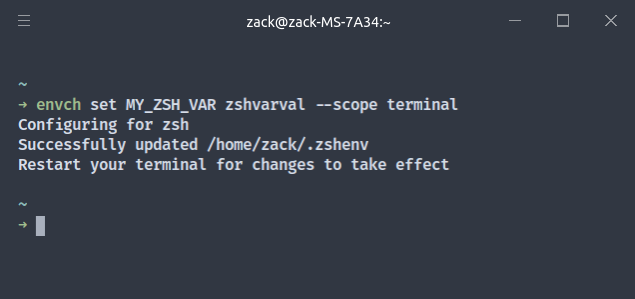 zack@zack-MS-7A34:~
~
→ envch set MY_ZSH_VAR zshvarval --scope terminal
Configuring for zsh
Successfully updated /home/zack/.zshenv
Restart your terminal for changes to take effect
~
→